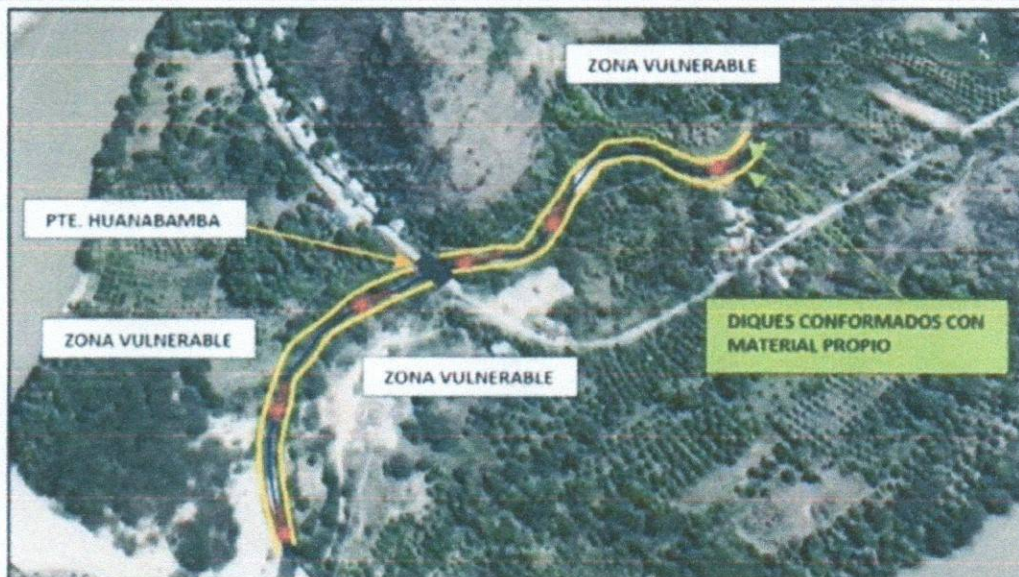 ZONA VULNERABLE
PTE. HUANABAMBA
ZONA VULNERABLE
ZONA VULNERABLE
DIQUES CONFORMADOS CON
MATERIAL PROPIO